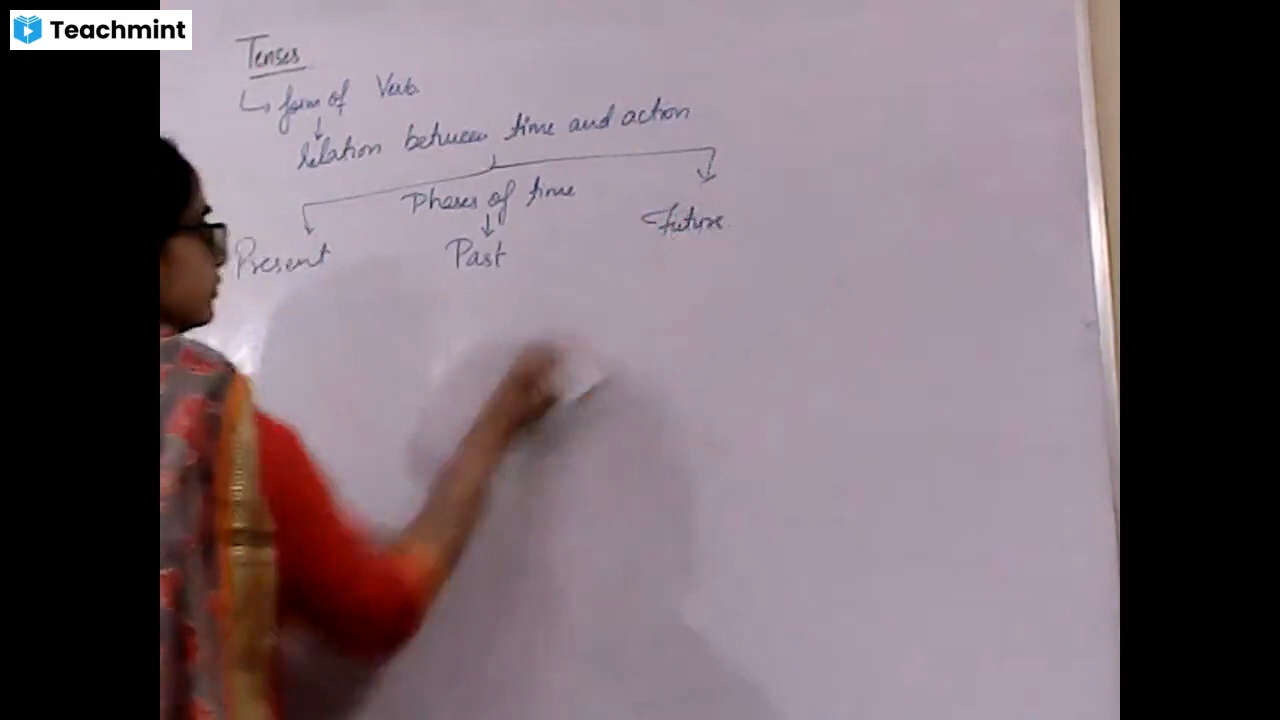 Teachmint
Tenses
↳ form of Verb
relation between time and action
Phases of time
Present Past Future